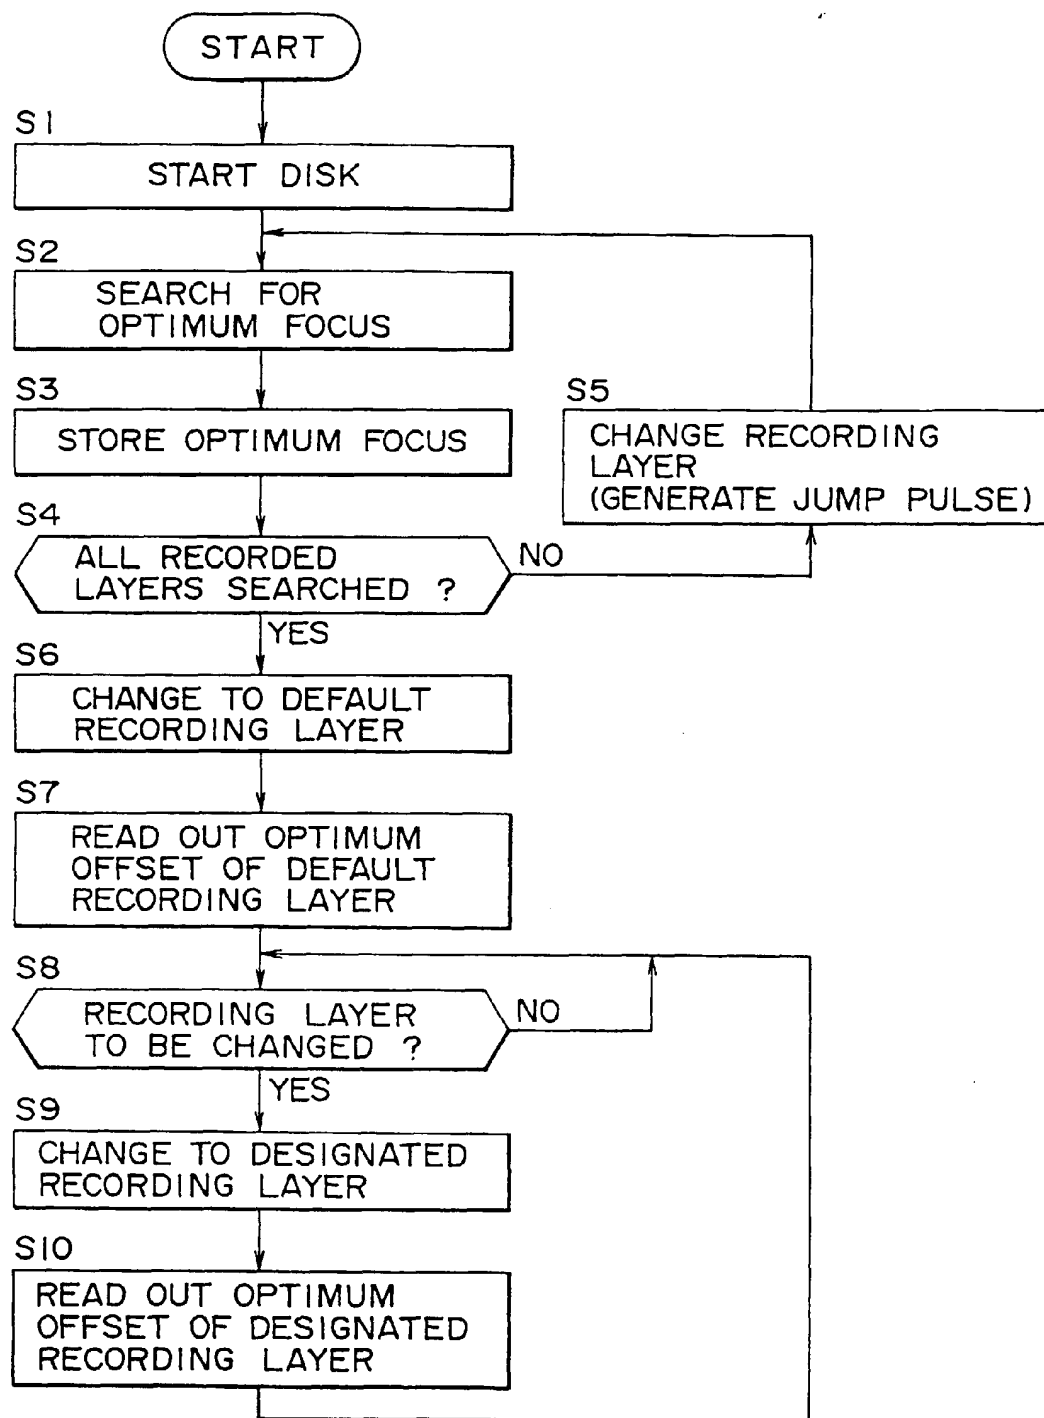 START
S1
START DISK
S2
SEARCH FOR
OPTIMUM FOCUS
S3
STORE OPTIMUM FOCUS
S5
CHANGE RECORDING
LAYER
(GENERATE JUMP PULSE)
S4
ALL RECORDED
LAYERS SEARCHED ?
NO
YES
S6
CHANGE TO DEFAULT
RECORDING LAYER
S7
READ OUT OPTIMUM
OFFSET OF DEFAULT
RECORDING LAYER
S8
RECORDING LAYER
TO BE CHANGED ?
NO
YES
S9
CHANGE TO DESIGNATED
RECORDING LAYER
S10
READ OUT OPTIMUM
OFFSET OF DESIGNATED
RECORDING LAYER